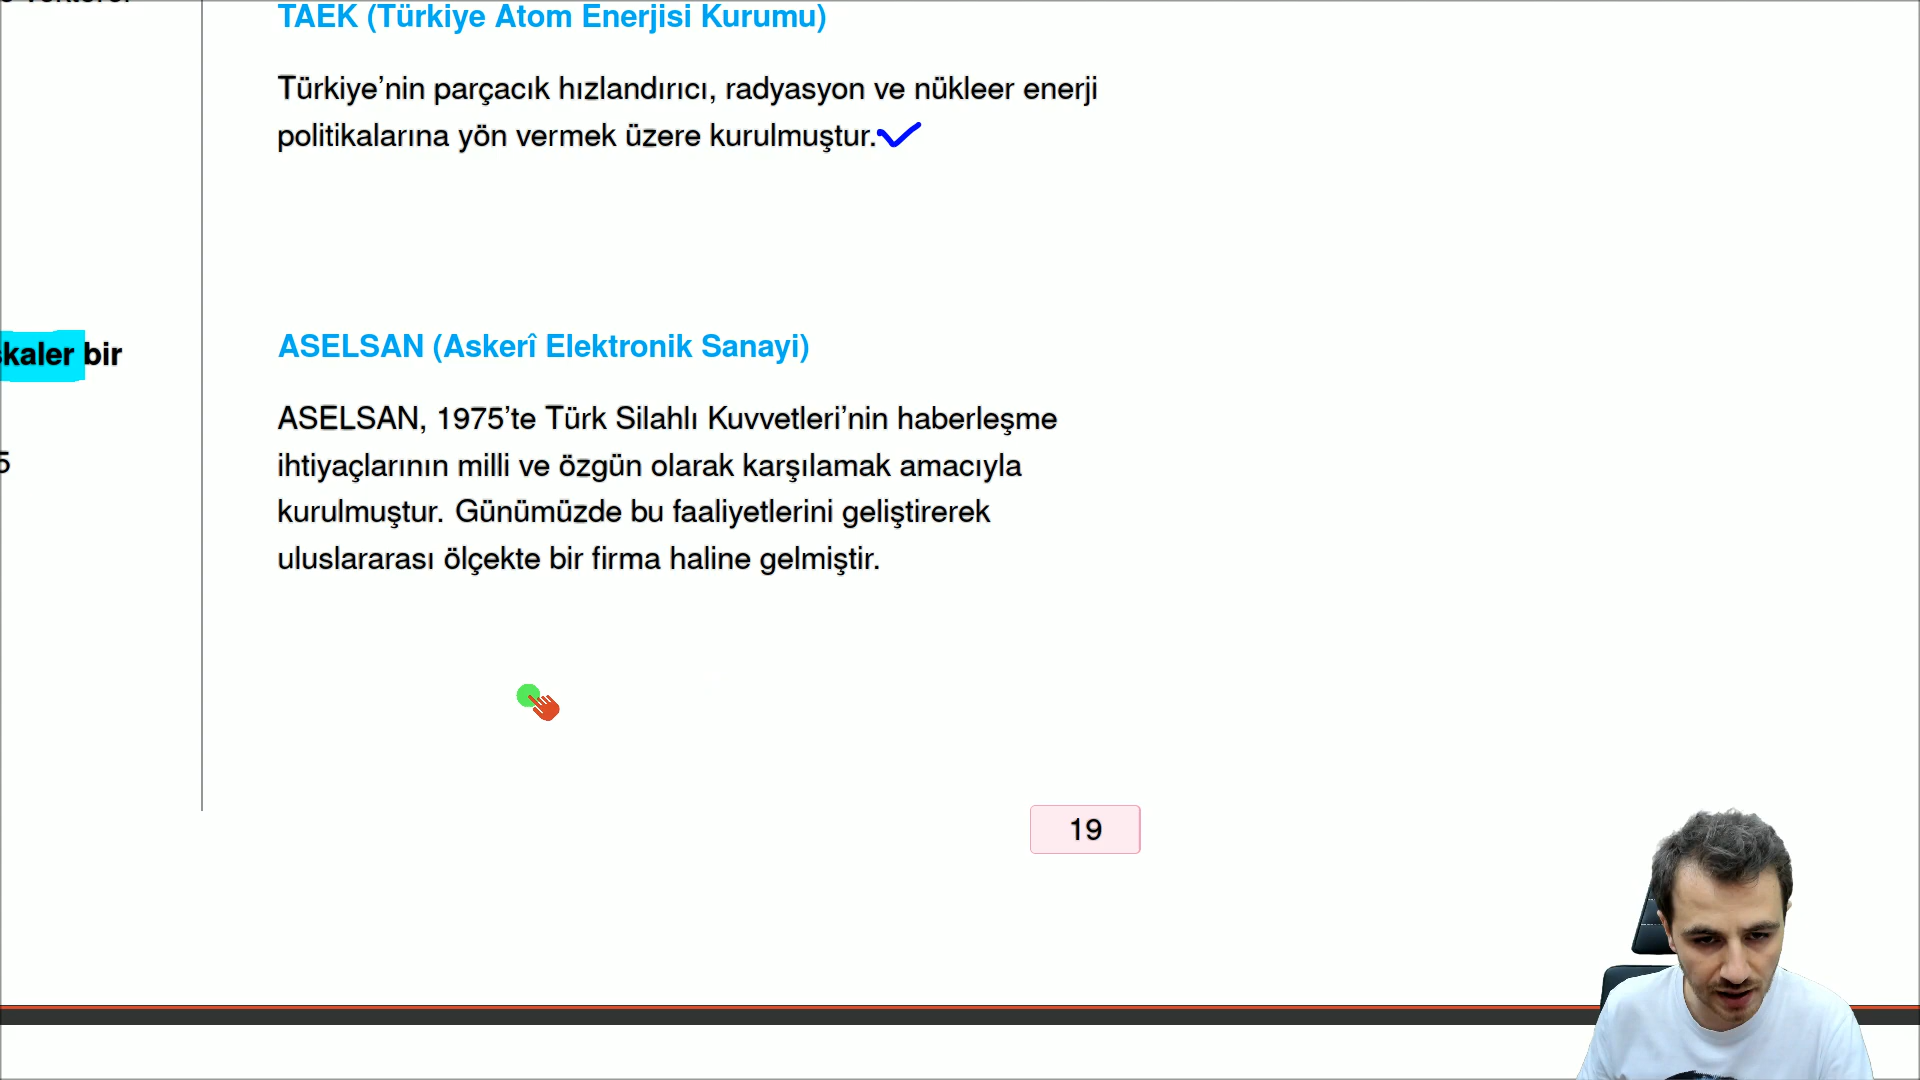 TAEK (Türkiye Atom Enerjisi Kurumu)
Türkiye’nin parçacık hızlandırıcı, radyasyon ve nükleer enerji
politikalarına yön vermek üzere kurulmuştur.
kaler bir
5
ASELSAN (Askerî Elektronik Sanayi)
ASELSAN, 1975’te Türk Silahlı Kuvvetleri’nin haberleşme
ihtiyaçlarının milli ve özgün olarak karşılamak amacıyla
kurulmuştur. Günümüzde bu faaliyetlerini geliştirerek
uluslararası ölçekte bir firma haline gelmiştir.
19